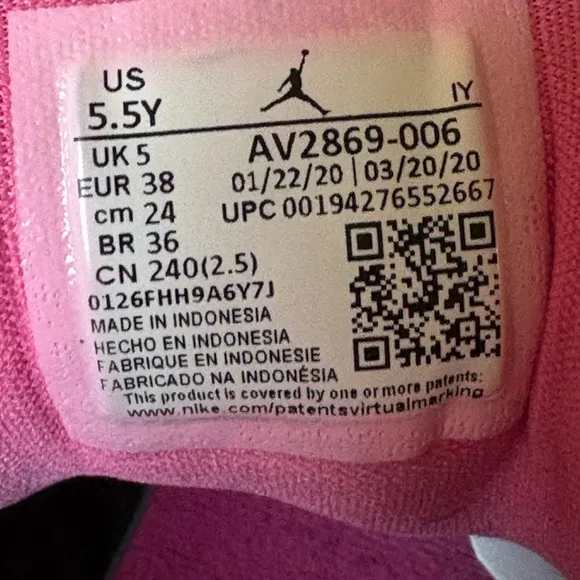 US
5.5Y
IY
UK 5
AV2869-006
EUR 38
01/22/20 | 03/20/20
cm 24
UPC 00194276552667
BR 36
CN 240(2.5)
0126FHH9A6Y7J
MADE IN INDONESIA
HECHO EN INDONESIA
FABRIQUE EN INDONESIE
FABRICADO NA INDONÉSIA
This product is covered by one or more patents:
www.nike.com/patentsvirtualmarking